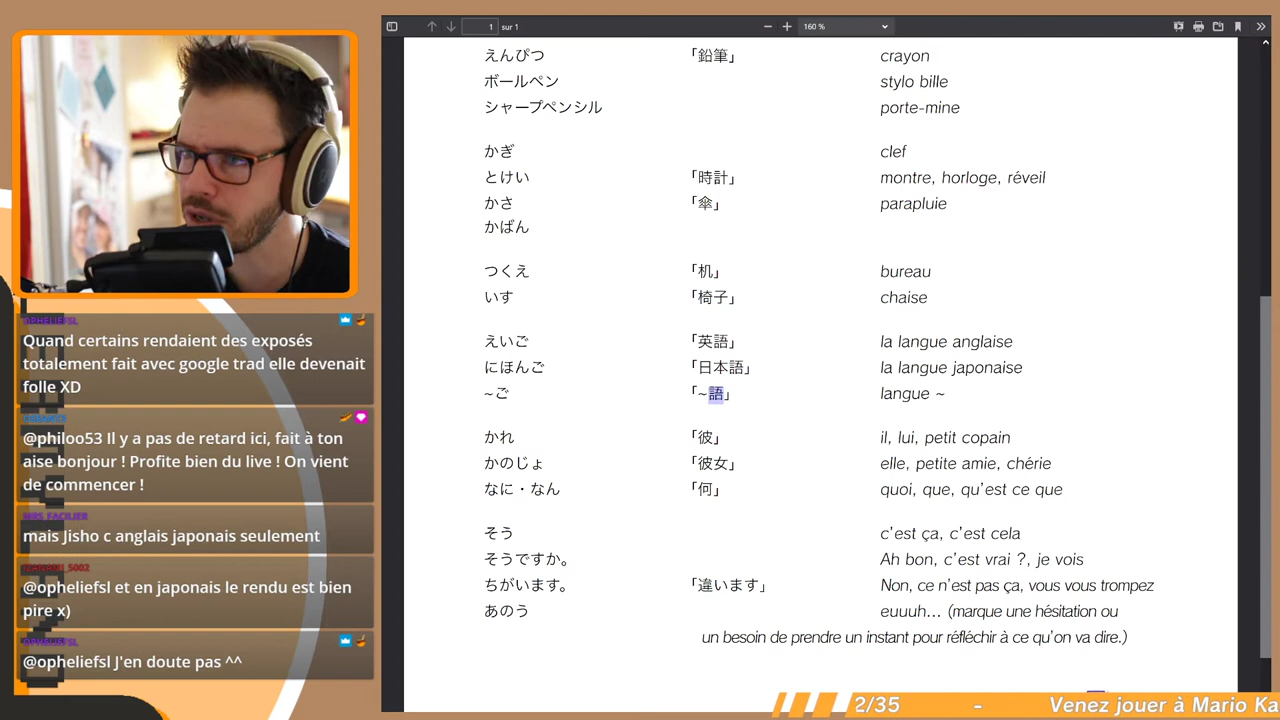 1 sur 1
160 %
えんぴつ 「鉛筆」 crayon
ボールペン stylo bille
シャープペンシル porte-mine
かぎ clef
とけい 「時計」 montre, horloge, réveil
かさ 「傘」 parapluie
かばん
つくえ 「机」 bureau
いす 「椅子」 chaise
えいご 「英語」 la langue anglaise
にほんご 「日本語」 la langue japonaise
~ご 「~語」 langue ~
かれ 「彼」 il, lui, petit copain
かのじょ 「彼女」 elle, petite amie, chérie
なに・なん 「何」 quoi, que, qu'est ce que
そう c'est ça, c'est cela
そうですか。 Ah bon, c'est vrai ?, je vois
ちがいます。 「違います」 Non, ce n'est pas ça, vous vous trompez
あのう euuuh... (marque une hésitation ou
un besoin de prendre un instant pour réfléchir à ce qu'on va dire.)
Quand certains rendaient des exposés
totalement fait avec google trad elle devenait
folle XD
@philoo53 Il y a pas de retard ici, fait à ton
aise bonjour ! Profite bien du live ! On vient
de commencer !
mais Jisho c anglais japonais seulement
@opheliefsl et en japonais le rendu est bien
pire x)
OPHELIEFSL
@opheliefsl J'en doute pas ^^
2/35 - Venez jouer à Mario Ka